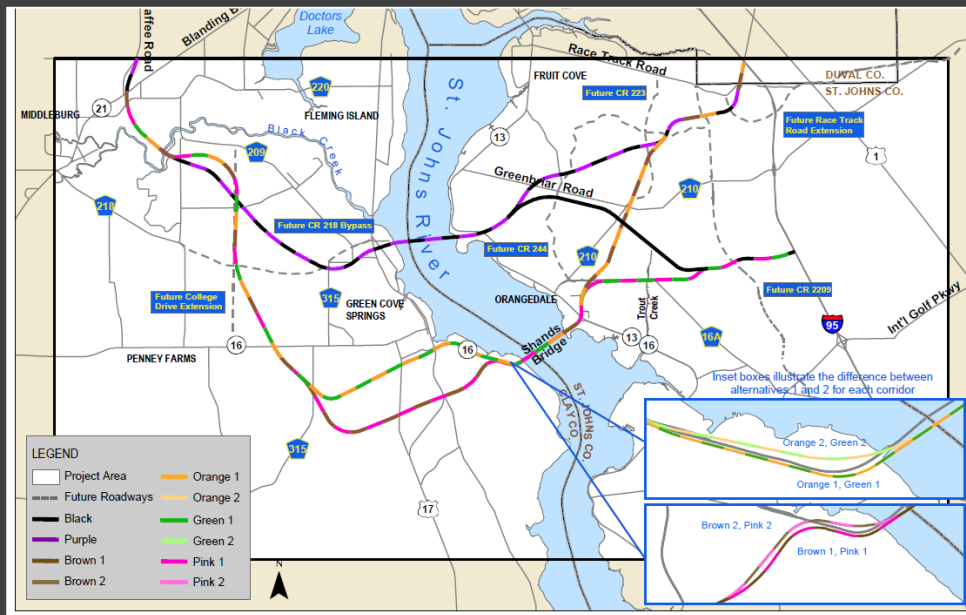 affee Road
Blanding B
Doctors
Lake
Race Track Road
FRUIT COVE
DUVAL CO.
ST. JOHNS CO.
Future CR 223
220
21
MIDDLEBURG
FLEMING ISLAND
St. Johns River
Black Creek
13
Future Race Track
Road Extension
1
209
Greenbriar Road
210
218
Future CR 218 Bypass
Future CR 244
210
Future College
Drive Extension
315
GREEN COVE
SPRINGS
ORANGEDALE
Trout
Creek
Future CR 2209
95
Int'l Golf Pkwy
16
16
Shands
Bridge
13
16
16A
PENNEY FARMS
Inset boxes illustrate the difference between
alternatives 1 and 2 for each corridor
ST. JOHNS CO.
CLAY CO.
Orange 2, Green 2
Orange 1, Green 1
315
17
Brown 2, Pink 2
Brown 1, Pink 1
LEGEND
Project Area
Future Roadways
Black
Purple
Brown 1
Brown 2
Orange 1
Orange 2
Green 1
Green 2
Pink 1
Pink 2
N